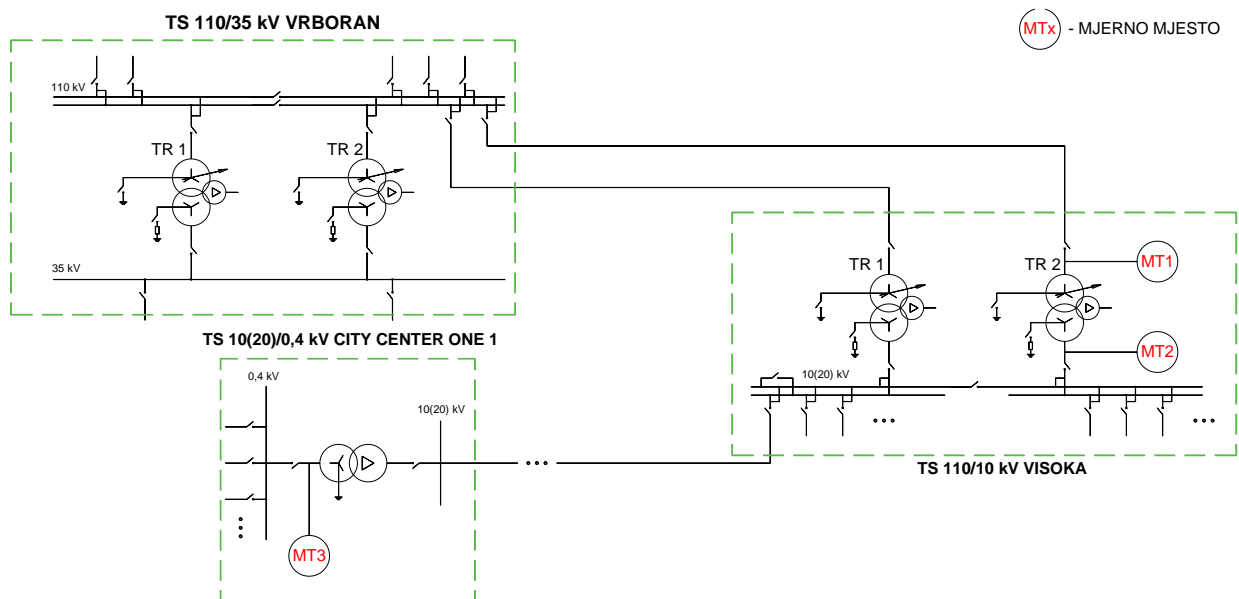 TS 110/35 kV VRBORAN
MTx - MJERNO MJESTO
110 kV
TR 1
TR 2
35 kV
TR 1
TR 2
MT1
MT2
10(20) kV
TS 110/10 kV VISOKA
TS 10(20)/0,4 kV CITY CENTER ONE 1
0,4 kV
10(20) kV
MT3